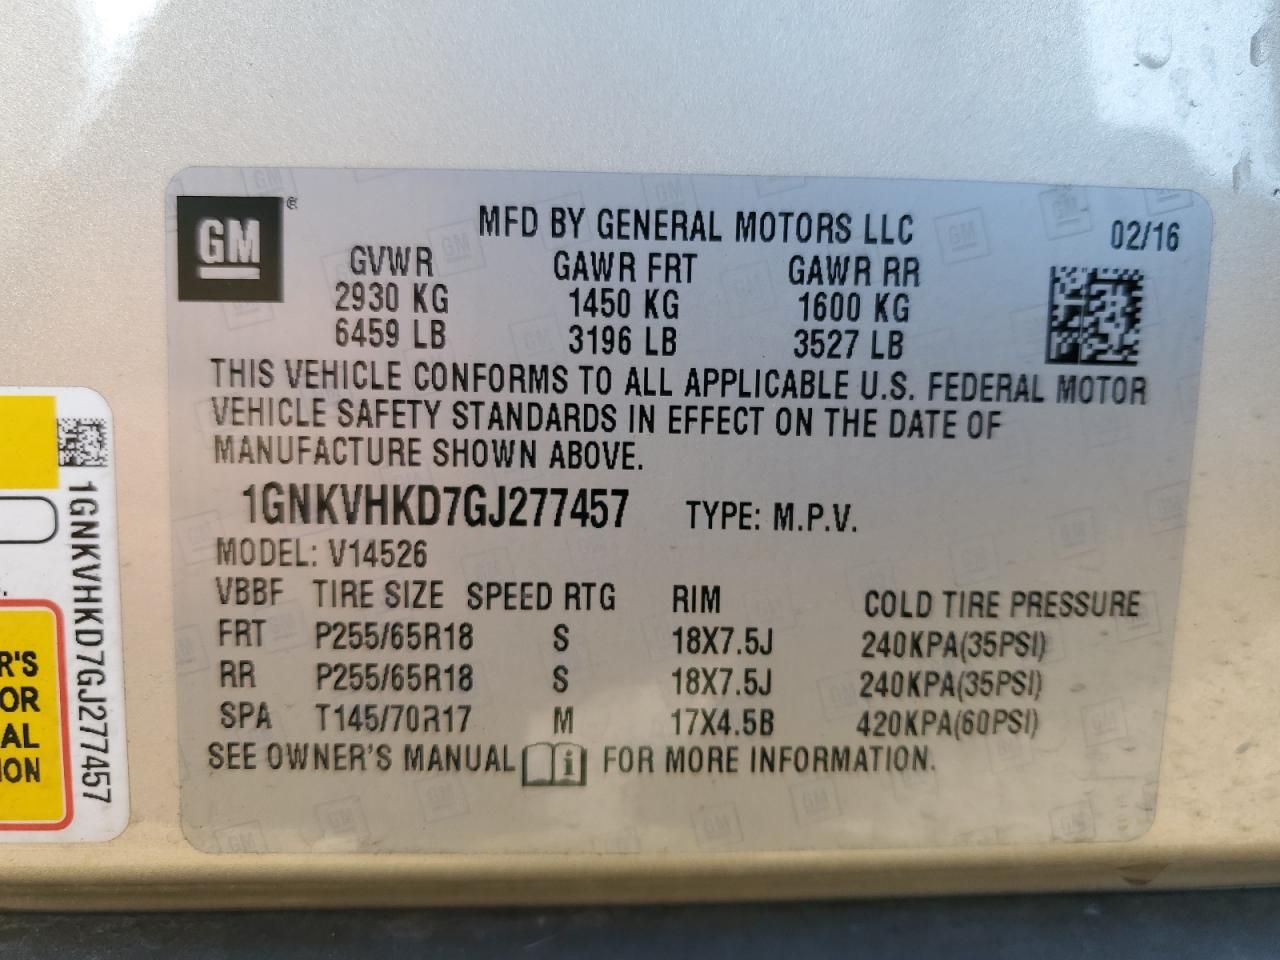 GM®
MFD BY GENERAL MOTORS LLC 02/16
GVWR GAWR FRT GAWR RR
2930 KG 1450 KG 1600 KG
6459 LB 3196 LB 3527 LB
THIS VEHICLE CONFORMS TO ALL APPLICABLE U.S. FEDERAL MOTOR
VEHICLE SAFETY STANDARDS IN EFFECT ON THE DATE OF
MANUFACTURE SHOWN ABOVE.
1GNKVHKD7GJ277457 TYPE: M.P.V.
MODEL: V14526
VBBF TIRE SIZE SPEED RTG RIM COLD TIRE PRESSURE
FRT P255/65R18 S 18X7.5J 240KPA(35PSI)
RR P255/65R18 S 18X7.5J 240KPA(35PSI)
SPA T145/70R17 M 17X4.5B 420KPA(60PSI)
SEE OWNER'S MANUAL i FOR MORE INFORMATION.
1GNKVHKD7GJ277457
R'S
OR
AL
ION